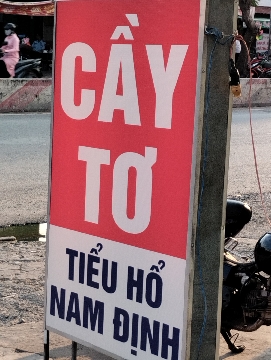 CẦY
TƠ
TIỂU HỔ
NAM ĐỊNH